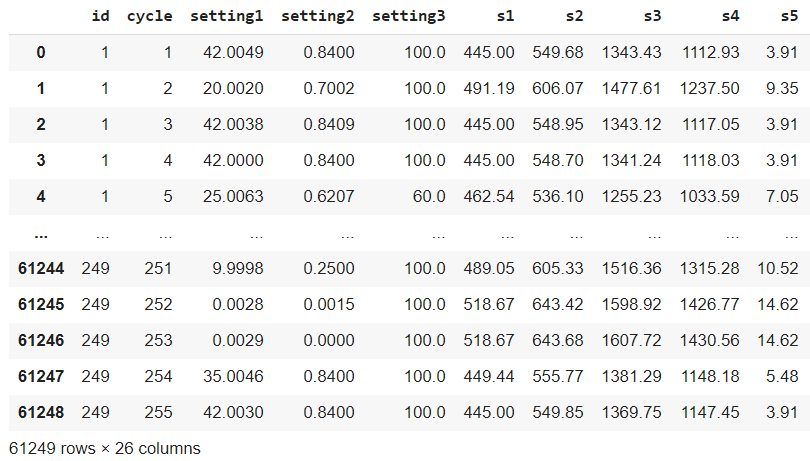 id cycle setting1 setting2 setting3 s1 s2 s3 s4 s5
0 1 1 42.0049 0.8400 100.0 445.00 549.68 1343.43 1112.93 3.91
1 1 2 20.0020 0.7002 100.0 491.19 606.07 1477.61 1237.50 9.35
2 1 3 42.0038 0.8409 100.0 445.00 548.95 1343.12 1117.05 3.91
3 1 4 42.0000 0.8400 100.0 445.00 548.70 1341.24 1118.03 3.91
4 1 5 25.0063 0.6207 60.0 462.54 536.10 1255.23 1033.59 7.05
... ... ... ... ... ... ... ... ... ... ...
61244 249 251 9.9998 0.2500 100.0 489.05 605.33 1516.36 1315.28 10.52
61245 249 252 0.0028 0.0015 100.0 518.67 643.42 1598.92 1426.77 14.62
61246 249 253 0.0029 0.0000 100.0 518.67 643.68 1607.72 1430.56 14.62
61247 249 254 35.0046 0.8400 100.0 449.44 555.77 1381.29 1148.18 5.48
61248 249 255 42.0030 0.8400 100.0 445.00 549.85 1369.75 1147.45 3.91
61249 rows × 26 columns